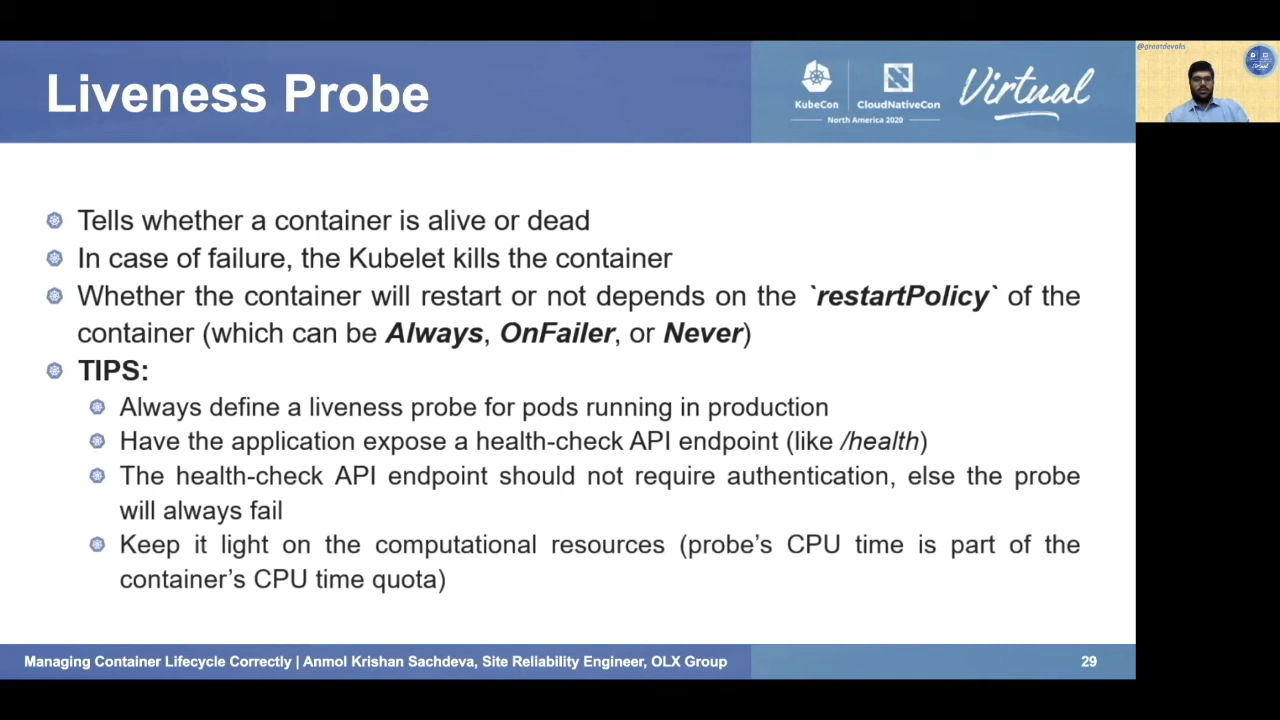 Liveness Probe
KubeCon
CloudNativeCon
North America 2020
Virtual
@greatdevaks
Tells whether a container is alive or dead
In case of failure, the Kubelet kills the container
Whether the container will restart or not depends on the `restartPolicy` of the
container (which can be Always, OnFailer, or Never)
TIPS:
Always define a liveness probe for pods running in production
Have the application expose a health-check API endpoint (like /health)
The health-check API endpoint should not require authentication, else the probe
will always fail
Keep it light on the computational resources (probe’s CPU time is part of the
container’s CPU time quota)
Managing Container Lifecycle Correctly | Anmol Krishan Sachdeva, Site Reliability Engineer, OLX Group
29